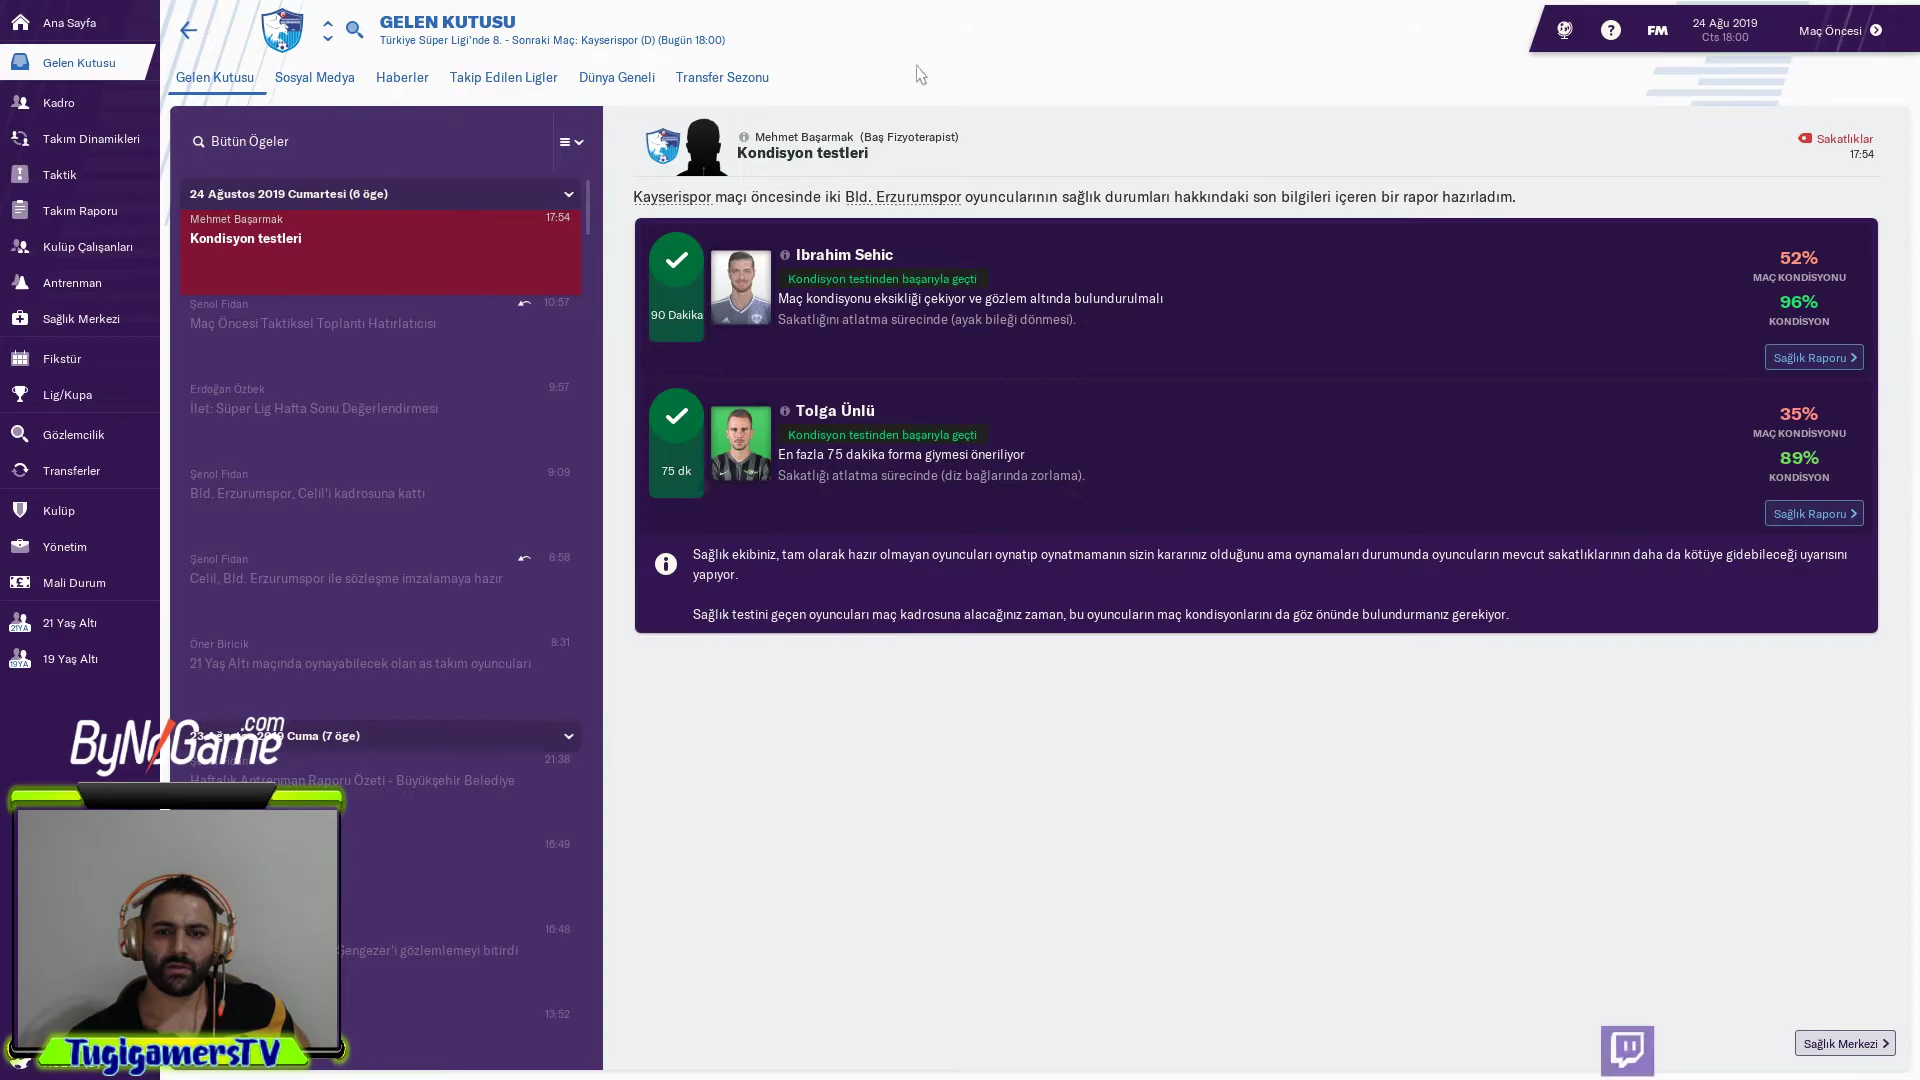 Ana Sayfa
Gelen Kutusu
Kadro
Takım Dinamikleri
Taktik
Takım Raporu
Kulüp Çalışanları
Antrenman
Sağlık Merkezi
Fikstür
Lig/Kupa
Gözlemcilik
Transferler
Kulüp
Yönetim
Mali Durum
21YA
21 Yaş Altı
19YA
19 Yaş Altı
GELEN KUTUSU
Türkiye Süper Ligi'nde 8. - Sonraki Maç: Kayserispor (D) (Bugün 18:00)
Gelen Kutusu
Sosyal Medya
Haberler
Takip Edilen Ligler
Dünya Geneli
Transfer Sezonu
?
FM
24 Ağu 2019
Cts 18:00
Maç Öncesi
Bütün Ögeler
24 Ağustos 2019 Cumartesi (6 öge)
Mehmet Başarmak 17:54
Kondisyon testleri
Şenol Fidan 10:57
Maç Öncesi Taktiksel Toplantı Hatırlatıcısı
Erdoğan Özbek 9:57
İlet: Süper Lig Hafta Sonu Değerlendirmesi
Şenol Fidan 9:09
Bld. Erzurumspor, Celil'i kadrosuna kattı
Şenol Fidan 8:58
Celil, Bld. Erzurumspor ile sözleşme imzalamaya hazır
Öner Biricik 8:31
21 Yaş Altı maçında oynayabilecek olan as takım oyuncuları
23 Ağustos 2019 Cuma (7 öge)
21:38
Haftalık Antrenman Raporu Özeti - Büyükşehir Belediye
16:49
16:48
Şengezer'i gözlemlemeyi bitirdi
13:52
Mehmet Başarmak (Baş Fizyoterapist)
Kondisyon testleri
Sakatlıklar
17:54
Kayserispor maçı öncesinde iki Bld. Erzurumspor oyuncularının sağlık durumları hakkındaki son bilgileri içeren bir rapor hazırladım.
90 Dakika
Ibrahim Sehic
Kondisyon testinden başarıyla geçti
Maç kondisyonu eksikliği çekiyor ve gözlem altında bulundurulmalı
Sakatlığını atlatma sürecinde (ayak bileği dönmesi).
52%
MAÇ KONDİSYONU
96%
KONDİSYON
Sağlık Raporu
75 dk
Tolga Ünlü
Kondisyon testinden başarıyla geçti
En fazla 75 dakika forma giymesi öneriliyor
Sakatlığı atlatma sürecinde (diz bağlarında zorlama).
35%
MAÇ KONDİSYONU
89%
KONDİSYON
Sağlık Raporu
Sağlık ekibiniz, tam olarak hazır olmayan oyuncuları oynatıp oynatmamanın sizin kararınız olduğunu ama oynamaları durumunda oyuncuların mevcut sakatlıklarının daha da kötüye gidebileceği uyarısını
yapıyor.
Sağlık testini geçen oyuncuları maç kadrosuna alacağınız zaman, bu oyuncuların maç kondisyonlarını da göz önünde bulundurmanız gerekiyor.
Sağlık Merkezi
ByNoGame.com
TugigamersTV